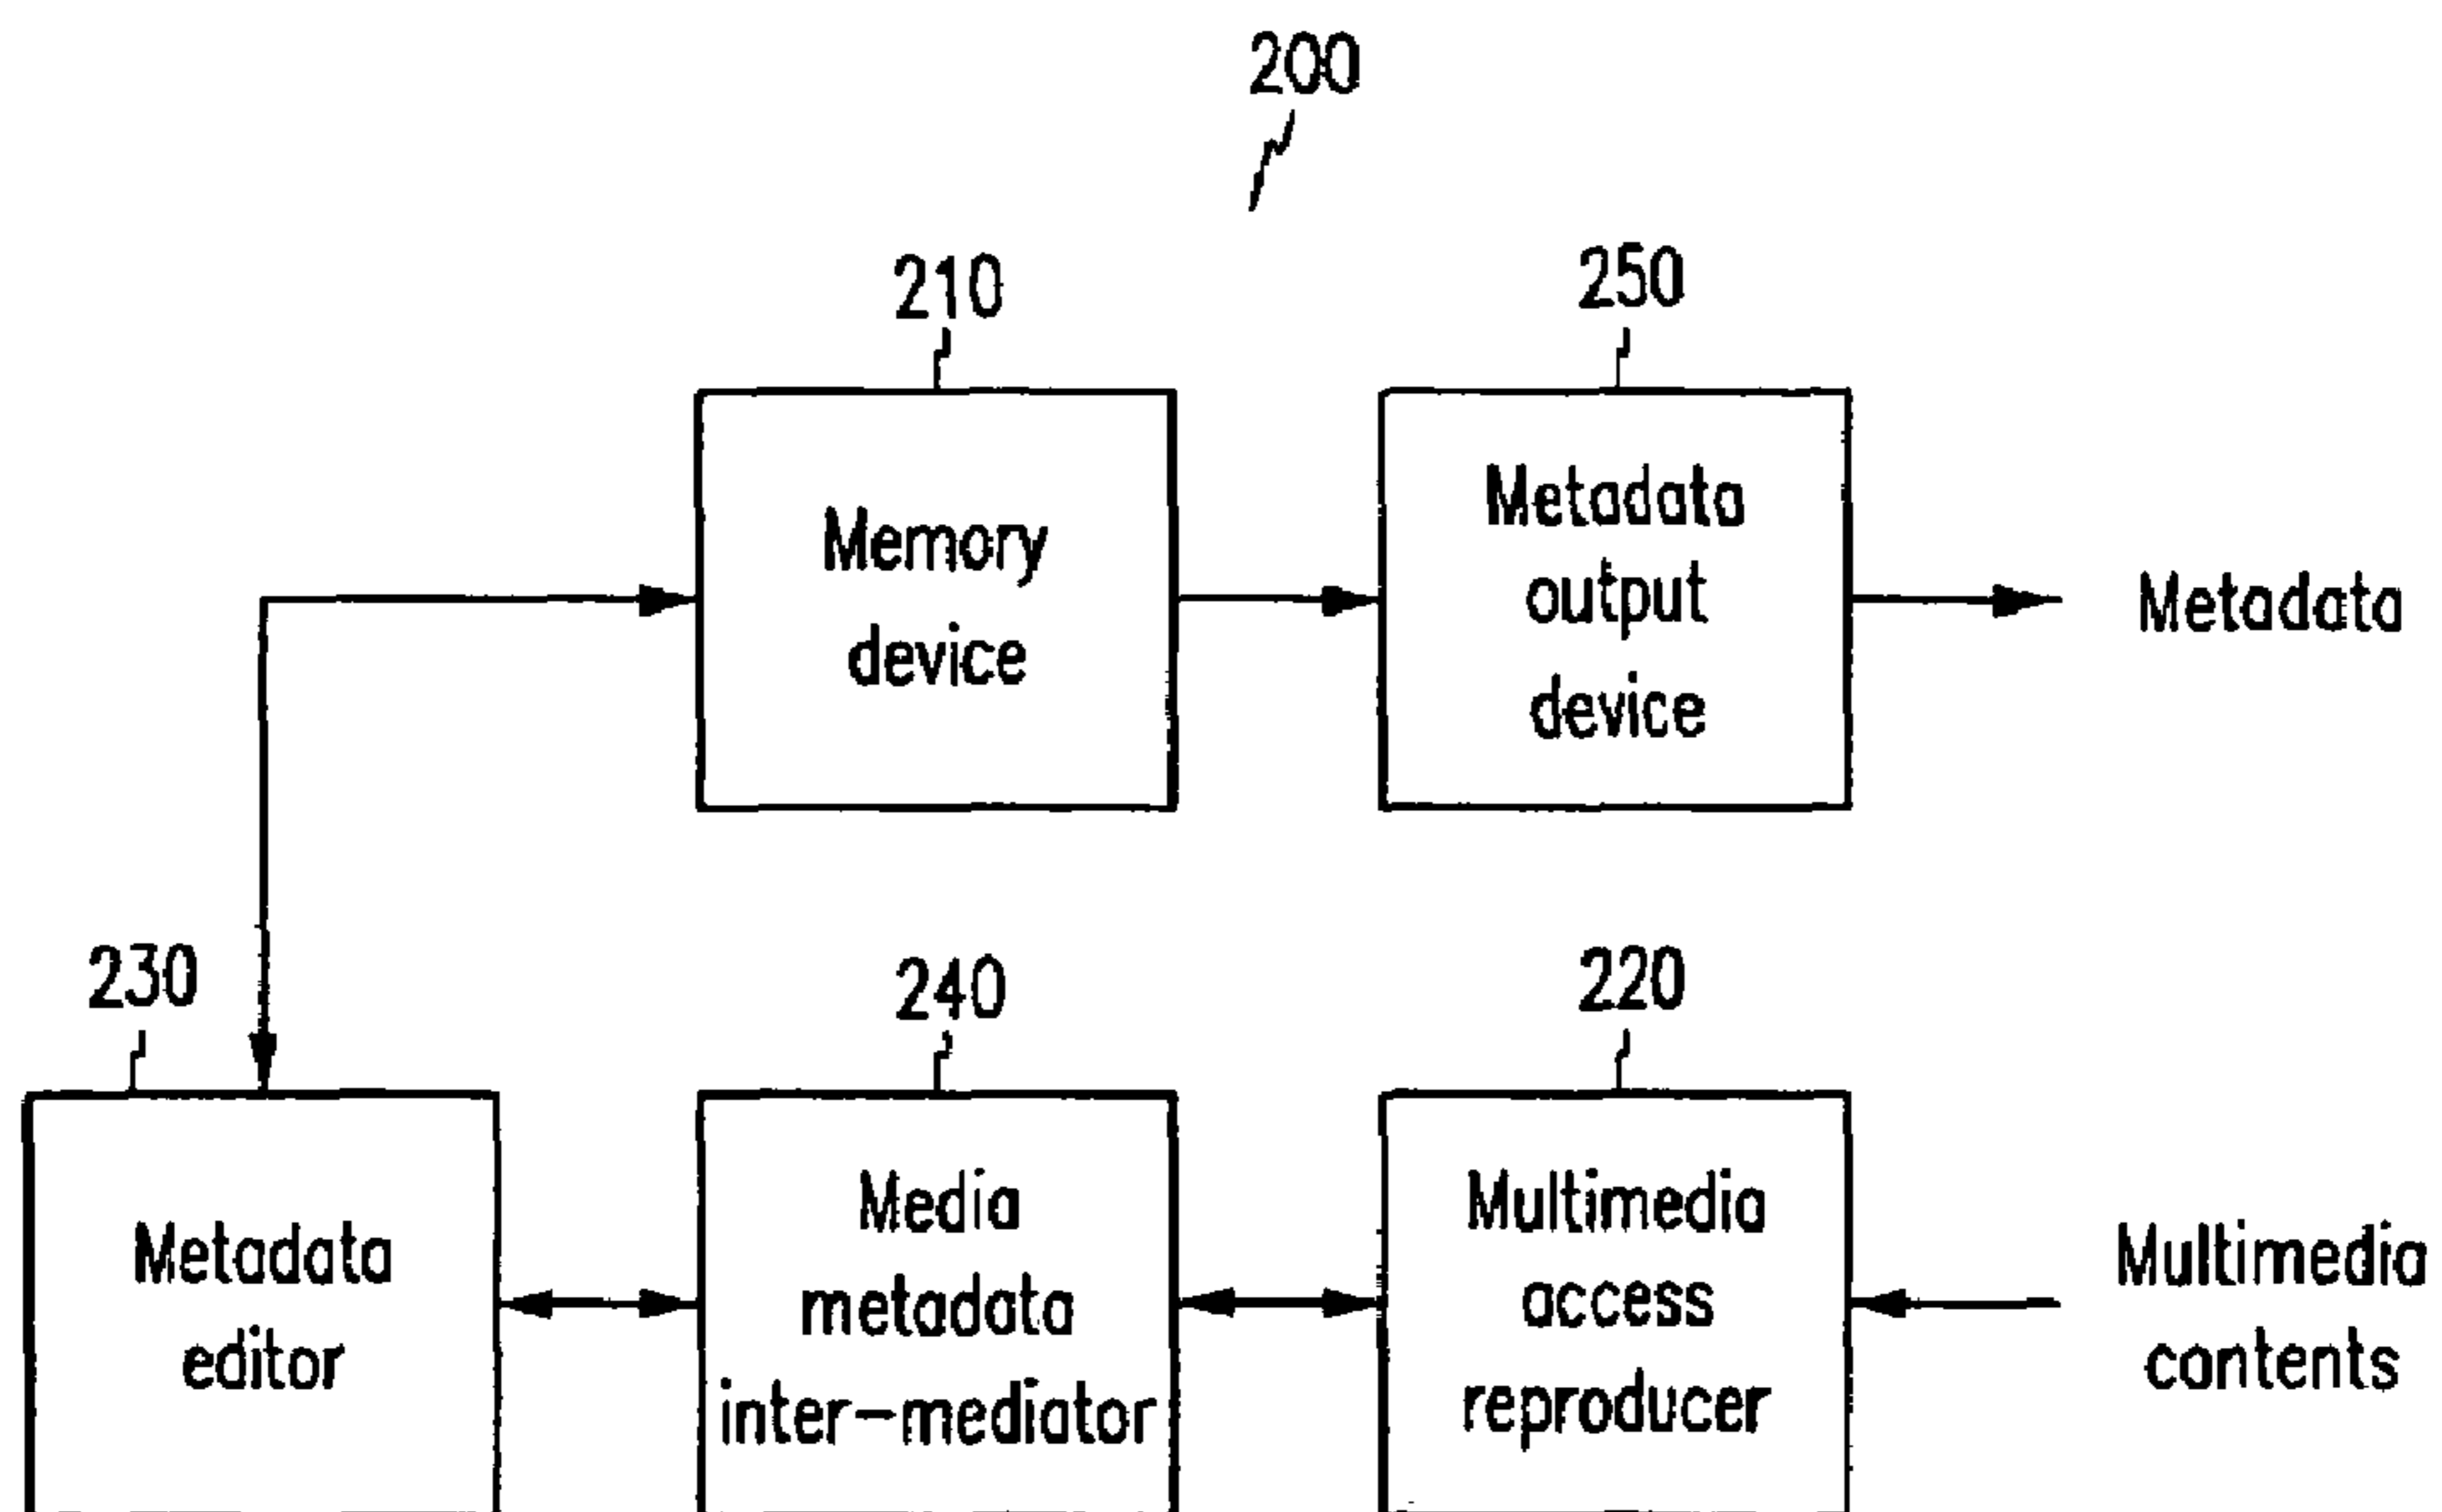 200
210
250
Memory
device
Metadata
output
device
Metadata
230
240
220
Metadata
editor
Media
metadata
inter-mediator
Multimedia
access
reproducer
Multimedia
contents